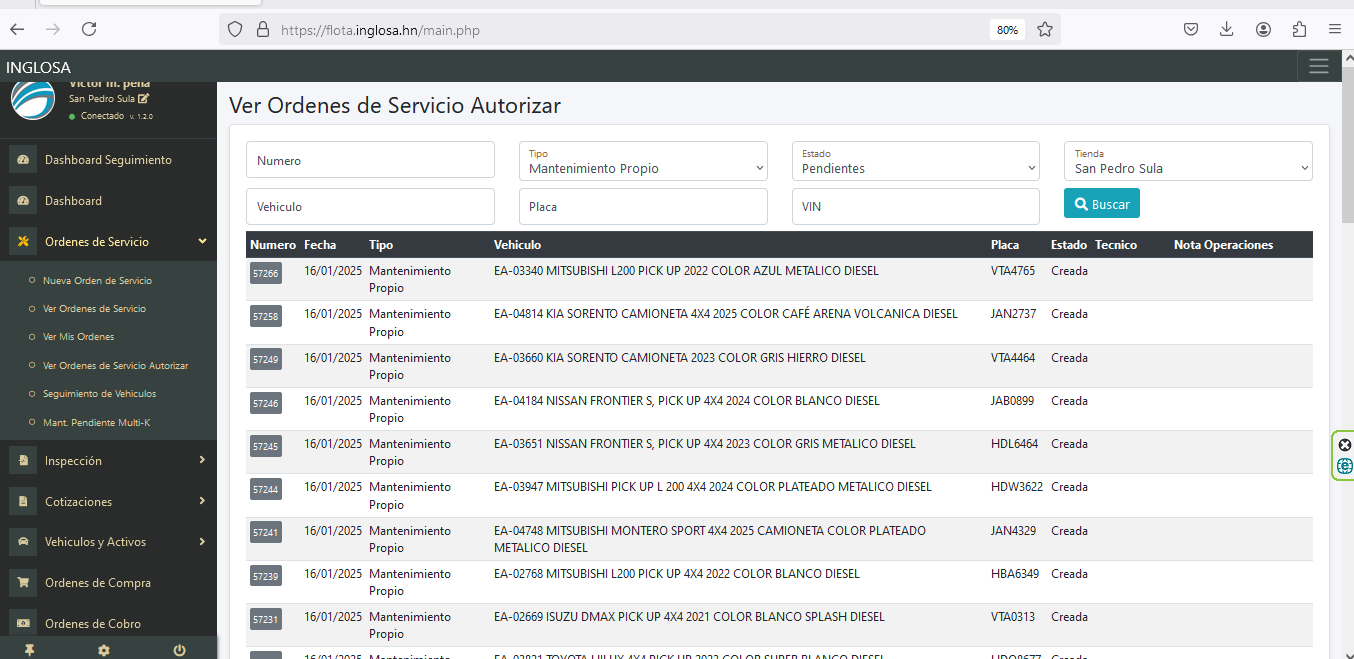 https://flota.inglosa.hn/main.php
80%
INGLOSA
Victor m. peña
San Pedro Sula
Conectado v. 1.2.0
Dashboard Seguimiento
Dashboard
Ordenes de Servicio
Nueva Orden de Servicio
Ver Ordenes de Servicio
Ver Mis Ordenes
Ver Ordenes de Servicio Autorizar
Seguimiento de Vehiculos
Mant. Pendiente Multi-K
Inspección
Cotizaciones
Vehiculos y Activos
Ordenes de Compra
Ordenes de Cobro
Ver Ordenes de Servicio Autorizar
Numero
Tipo
Mantenimiento Propio
Estado
Pendientes
Tienda
San Pedro Sula
Vehiculo
Placa
VIN
Buscar
Numero Fecha Tipo Vehiculo Placa Estado Tecnico Nota Operaciones
57266 16/01/2025 Mantenimiento EA-03340 MITSUBISHI L200 PICK UP 2022 COLOR AZUL METALICO DIESEL VTA4765 Creada
Propio
57258 16/01/2025 Mantenimiento EA-04814 KIA SORENTO CAMIONETA 4X4 2025 COLOR CAFÉ ARENA VOLCANICA DIESEL JAN2737 Creada
Propio
57249 16/01/2025 Mantenimiento EA-03660 KIA SORENTO CAMIONETA 2023 COLOR GRIS HIERRO DIESEL VTA4464 Creada
Propio
57246 16/01/2025 Mantenimiento EA-04184 NISSAN FRONTIER S, PICK UP 4X4 2024 COLOR BLANCO DIESEL JAB0899 Creada
Propio
57245 16/01/2025 Mantenimiento EA-03651 NISSAN FRONTIER S, PICK UP 4X4 2023 COLOR GRIS METALICO DIESEL HDL6464 Creada
Propio
57244 16/01/2025 Mantenimiento EA-03947 MITSUBISHI PICK UP L 200 4X4 2024 COLOR PLATEADO METALICO DIESEL HDW3622 Creada
Propio
57241 16/01/2025 Mantenimiento EA-04748 MITSUBISHI MONTERO SPORT 4X4 2025 CAMIONETA COLOR PLATEADO JAN4329 Creada
Propio METALICO DIESEL
57239 16/01/2025 Mantenimiento EA-02768 MITSUBISHI L200 PICK UP 4X4 2022 COLOR BLANCO DIESEL HBA6349 Creada
Propio
57231 16/01/2025 Mantenimiento EA-02669 ISUZU DMAX PICK UP 4X4 2021 COLOR BLANCO SPLASH DIESEL VTA0313 Creada
Propio
16/01/2025 Mantenimiento TOYOTA HILUX 4X4 PICK UP 2023 COLOR SUPER BLANCO DIESEL Creada